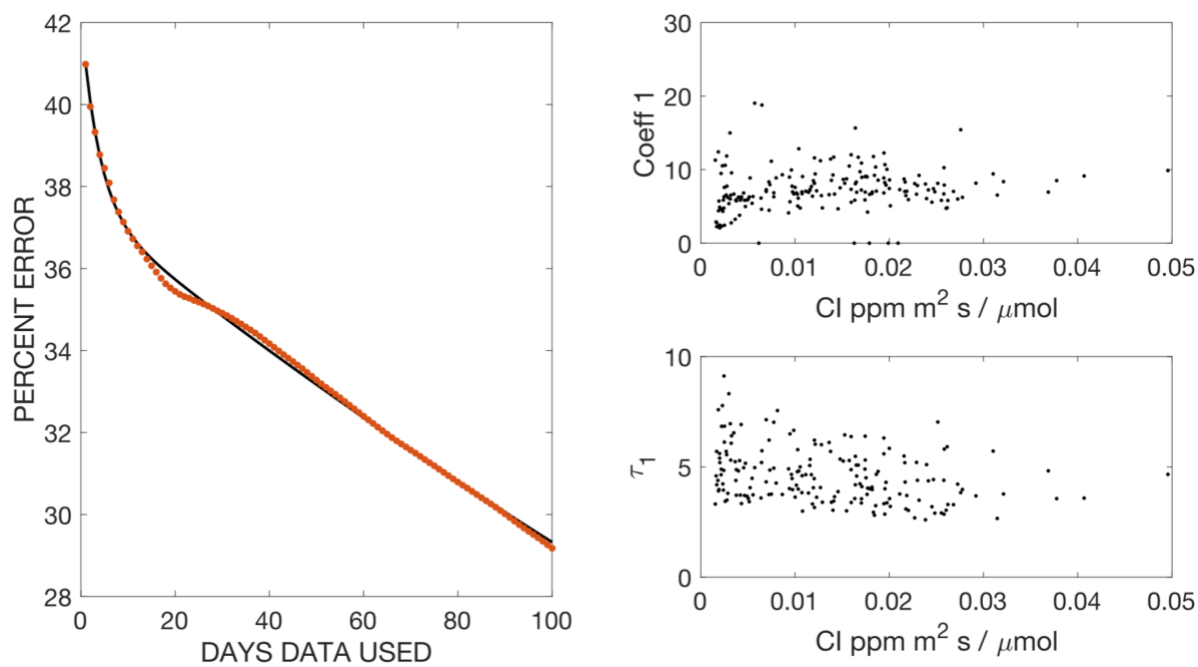 42
40
38
36
34
32
30
28
PERCENT ERROR
0 20 40 60 80 100
DAYS DATA USED
30
20
10
0
Coeff 1
0 0.01 0.02 0.03 0.04 0.05
CI ppm m² s / μmol
10
5
0
τ₁
0 0.01 0.02 0.03 0.04 0.05
CI ppm m² s / μmol